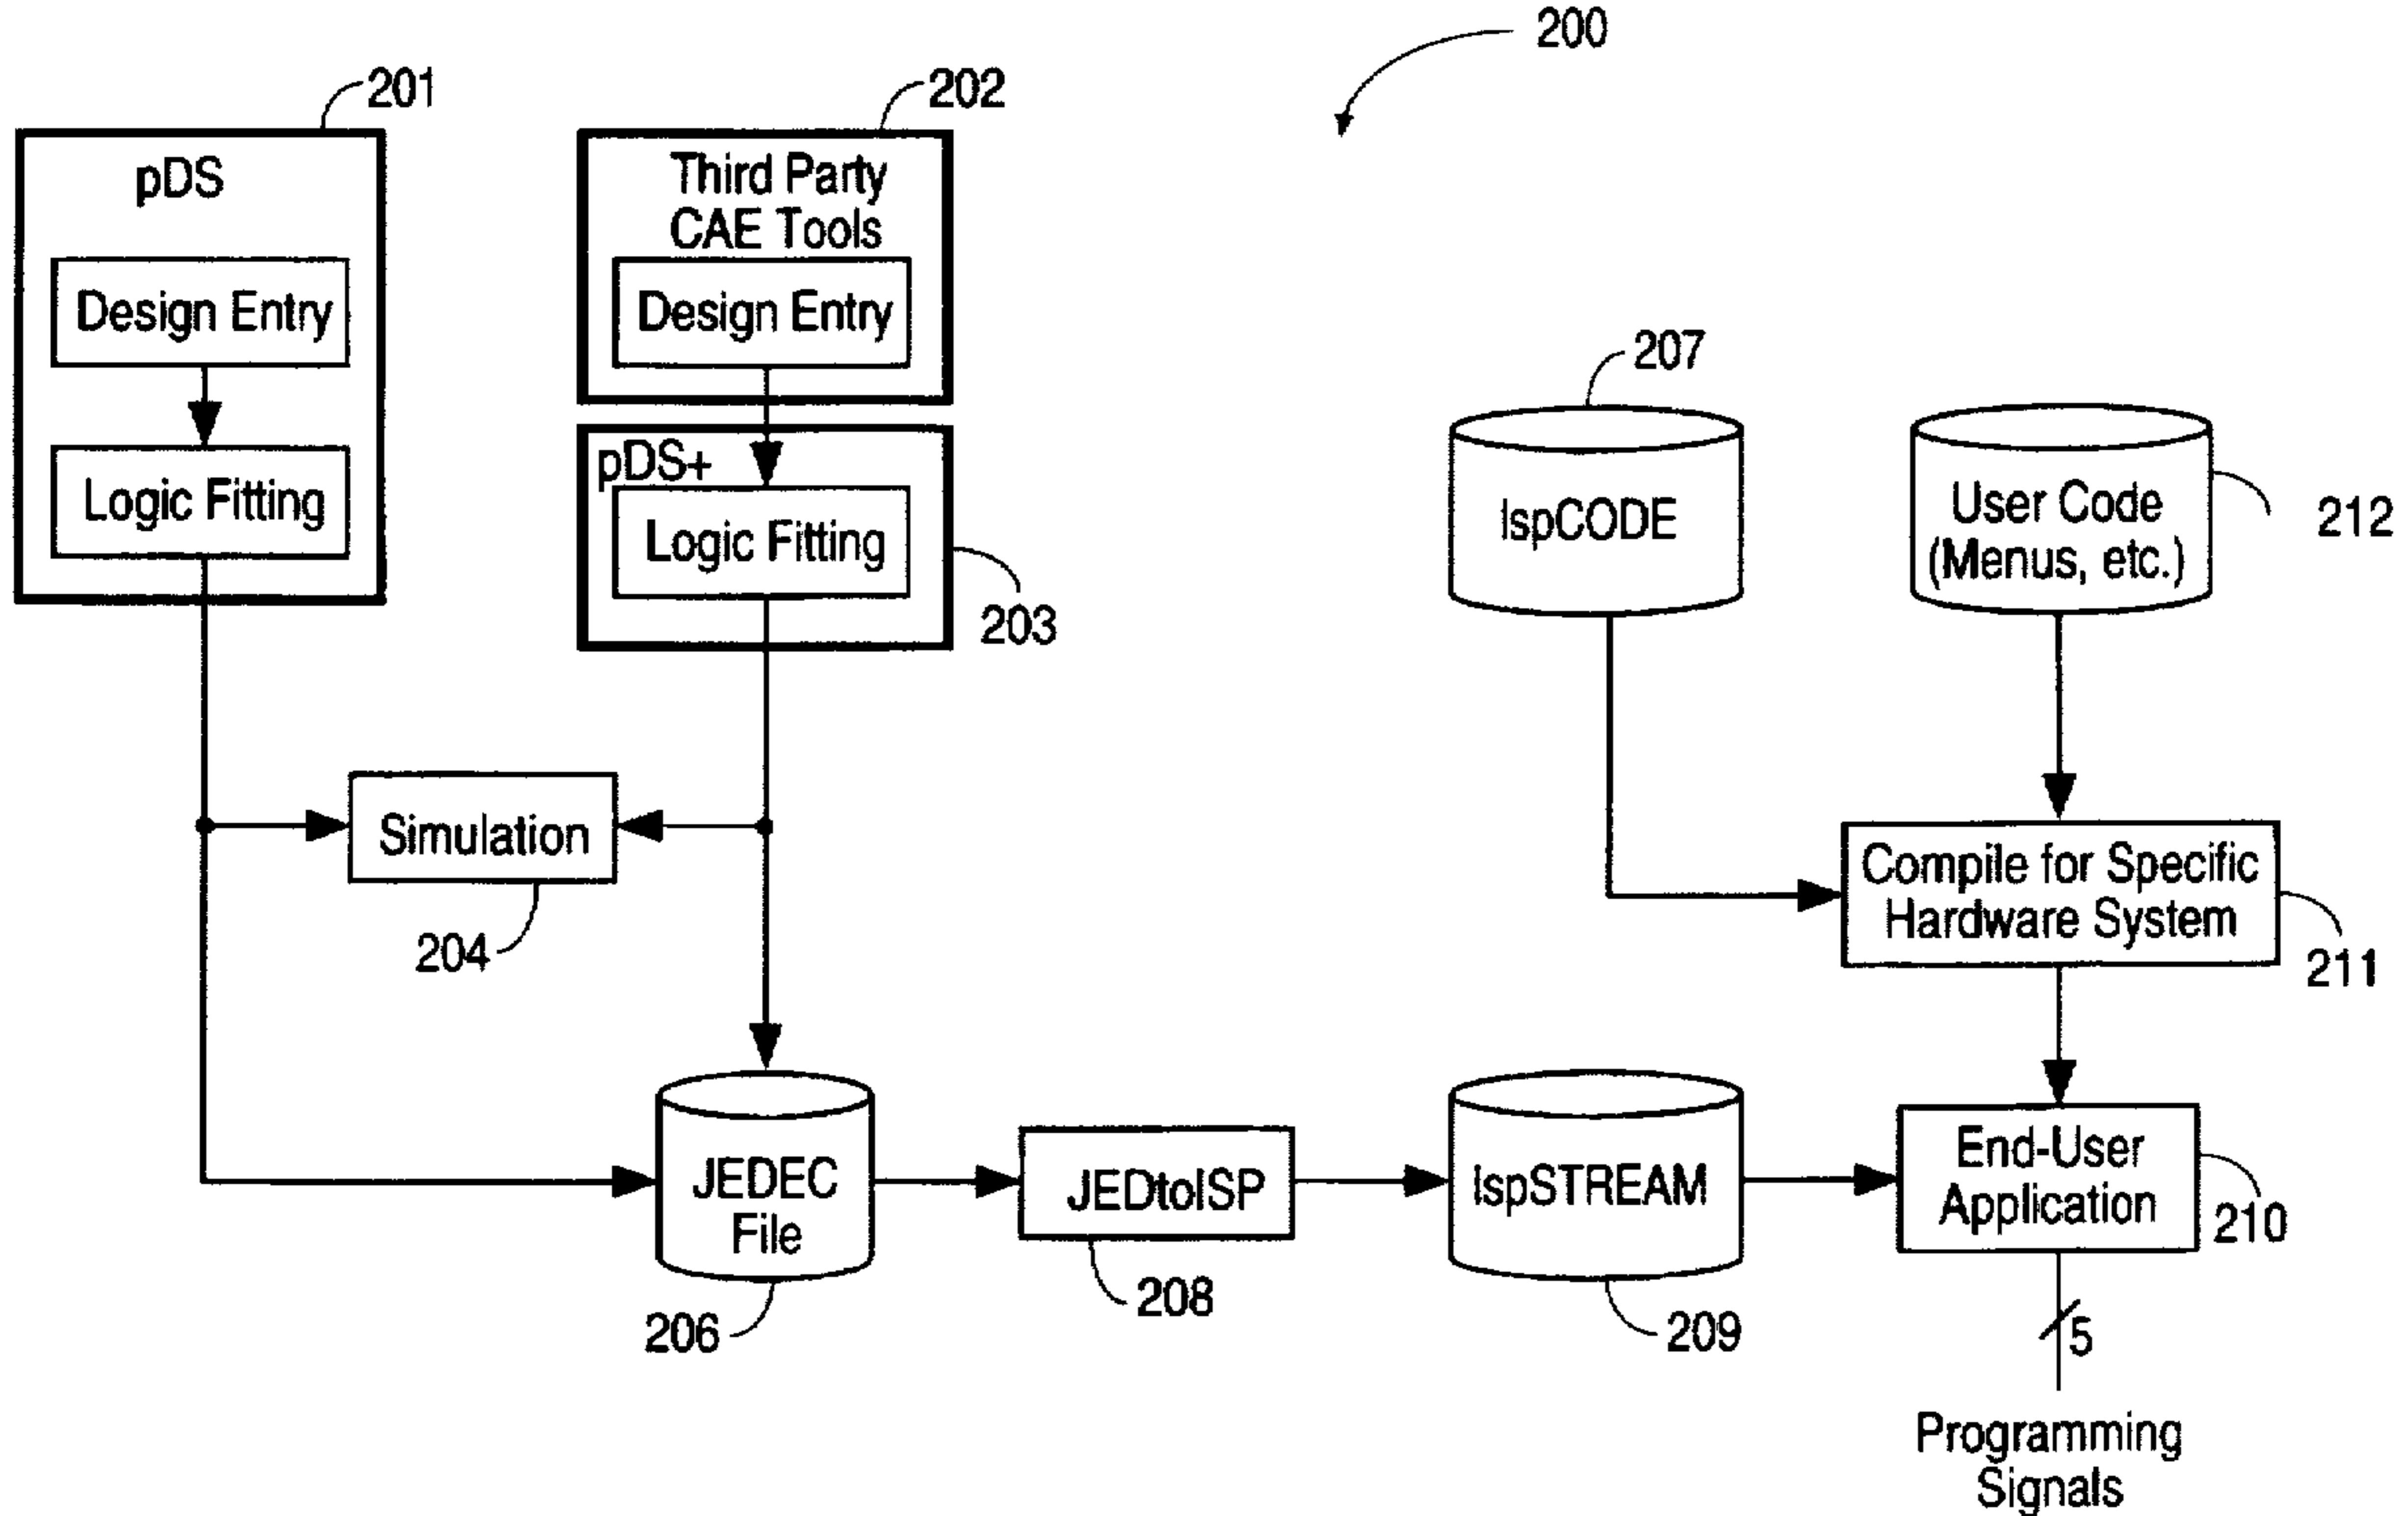 200
201
202
pDS
Design Entry
Logic Fitting
Third Party
CAE Tools
Design Entry
pDS+
Logic Fitting
203
207
IspCODE
User Code
(Menus, etc.)
212
Simulation
204
Compile for Specific
Hardware System
211
JEDEC
File
206
JEDtoISP
208
IspSTREAM
209
End-User
Application
210
5
Programming
Signals